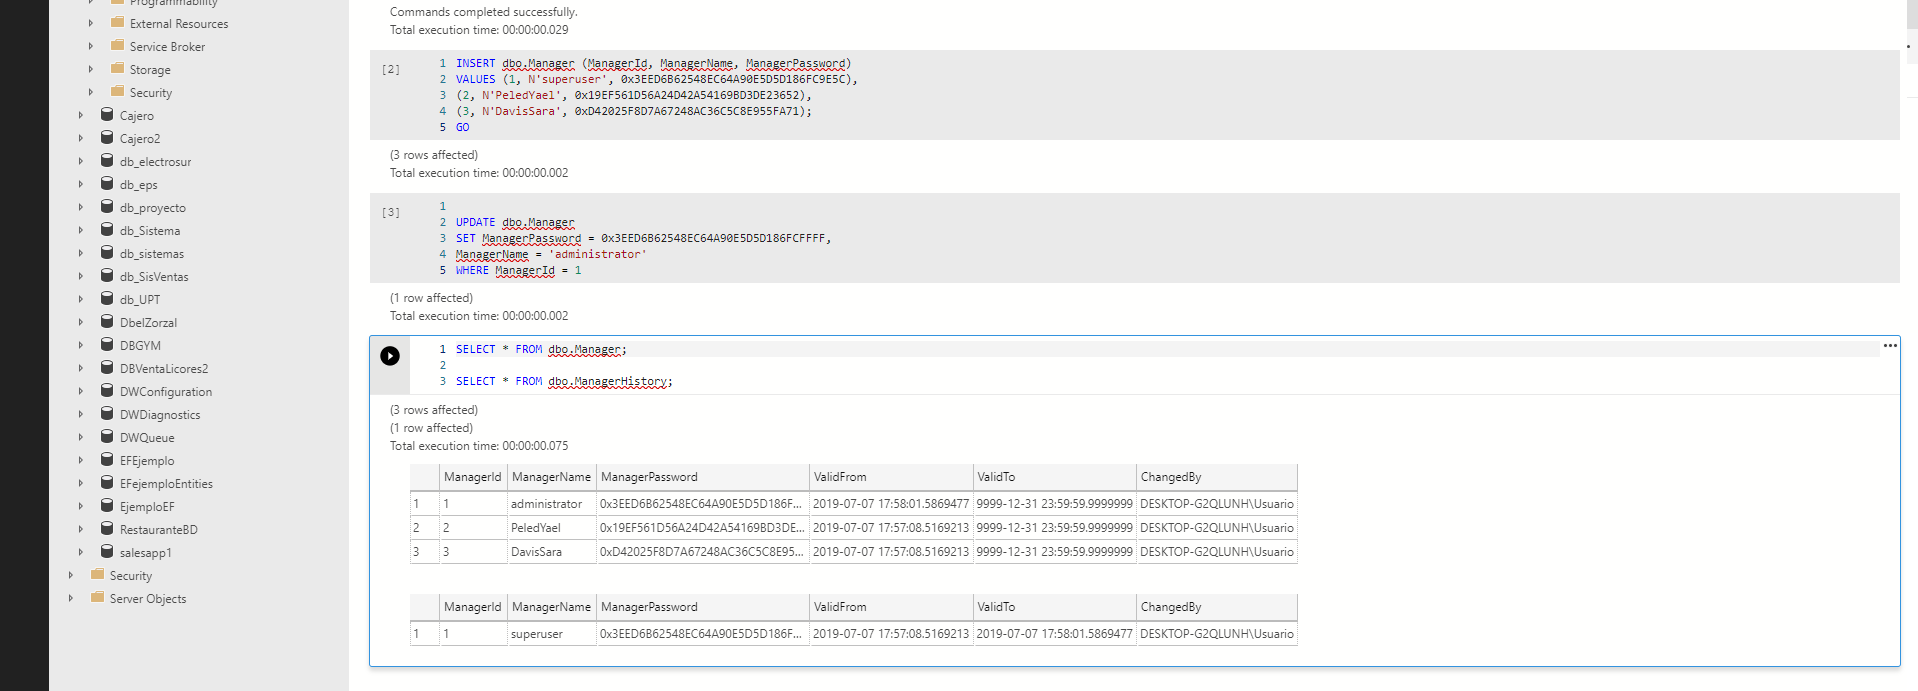 Programmability
External Resources
Service Broker
Storage
Security
Cajero
Cajero2
db_electrosur
db_eps
db_proyecto
db_Sistema
db_sistemas
db_SisVentas
db_UPT
DbelZorzal
DBGYM
DBVentaLicores2
DWConfiguration
DWDiagnostics
DWQueue
EFEjemplo
EFejemploEntities
EjemploEF
RestauranteBD
salesapp1
Security
Server Objects
Commands completed successfully.
Total execution time: 00:00:00.029
[2]
1 INSERT dbo.Manager (ManagerId, ManagerName, ManagerPassword)
2 VALUES (1, N'superuser', 0x3EED6B62548EC64A90E5D5D186FC9E5C),
3 (2, N'PeledYael', 0x19EF561D56A24D42A54169BD3DE23652),
4 (3, N'DavisSara', 0xD42025F8D7A67248AC36C5C8E955FA71);
5 GO
(3 rows affected)
Total execution time: 00:00:00.002
[3]
1
2 UPDATE dbo.Manager
3 SET ManagerPassword = 0x3EED6B62548EC64A90E5D5D186FCFFFF,
4 ManagerName = 'administrator'
5 WHERE ManagerId = 1
(1 row affected)
Total execution time: 00:00:00.002
1 SELECT * FROM dbo.Manager;
2
3 SELECT * FROM dbo.ManagerHistory;
(3 rows affected)
(1 row affected)
Total execution time: 00:00:00.075
ManagerId ManagerName ManagerPassword ValidFrom ValidTo ChangedBy
1 1 administrator 0x3EED6B62548EC64A90E5D5D186F... 2019-07-07 17:58:01.5869477 9999-12-31 23:59:59.9999999 DESKTOP-G2QLUNH\Usuario
2 2 PeledYael 0x19EF561D56A24D42A54169BD3DE... 2019-07-07 17:57:08.5169213 9999-12-31 23:59:59.9999999 DESKTOP-G2QLUNH\Usuario
3 3 DavisSara 0xD42025F8D7A67248AC36C5C8E95... 2019-07-07 17:57:08.5169213 9999-12-31 23:59:59.9999999 DESKTOP-G2QLUNH\Usuario
ManagerId ManagerName ManagerPassword ValidFrom ValidTo ChangedBy
1 1 superuser 0x3EED6B62548EC64A90E5D5D186F... 2019-07-07 17:57:08.5169213 2019-07-07 17:58:01.5869477 DESKTOP-G2QLUNH\Usuario